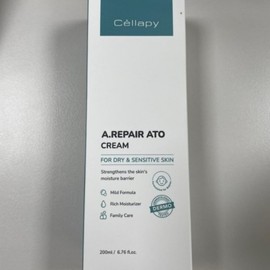 Céllapy
A.REPAIR ATO
CREAM
FOR DRY & SENSITIVE SKIN
Strengthens the skin's
moisture barrier
Mild Formula
Rich Moisturizer
Family Care
DERMO
200ml / 6.76 fl.oz.